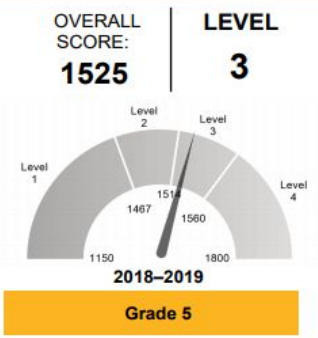 OVERALL
SCORE:
1525
LEVEL
3
Level
1
Level
2
Level
3
Level
4
1150
1467
1514
1560
1800
2018–2019
Grade 5